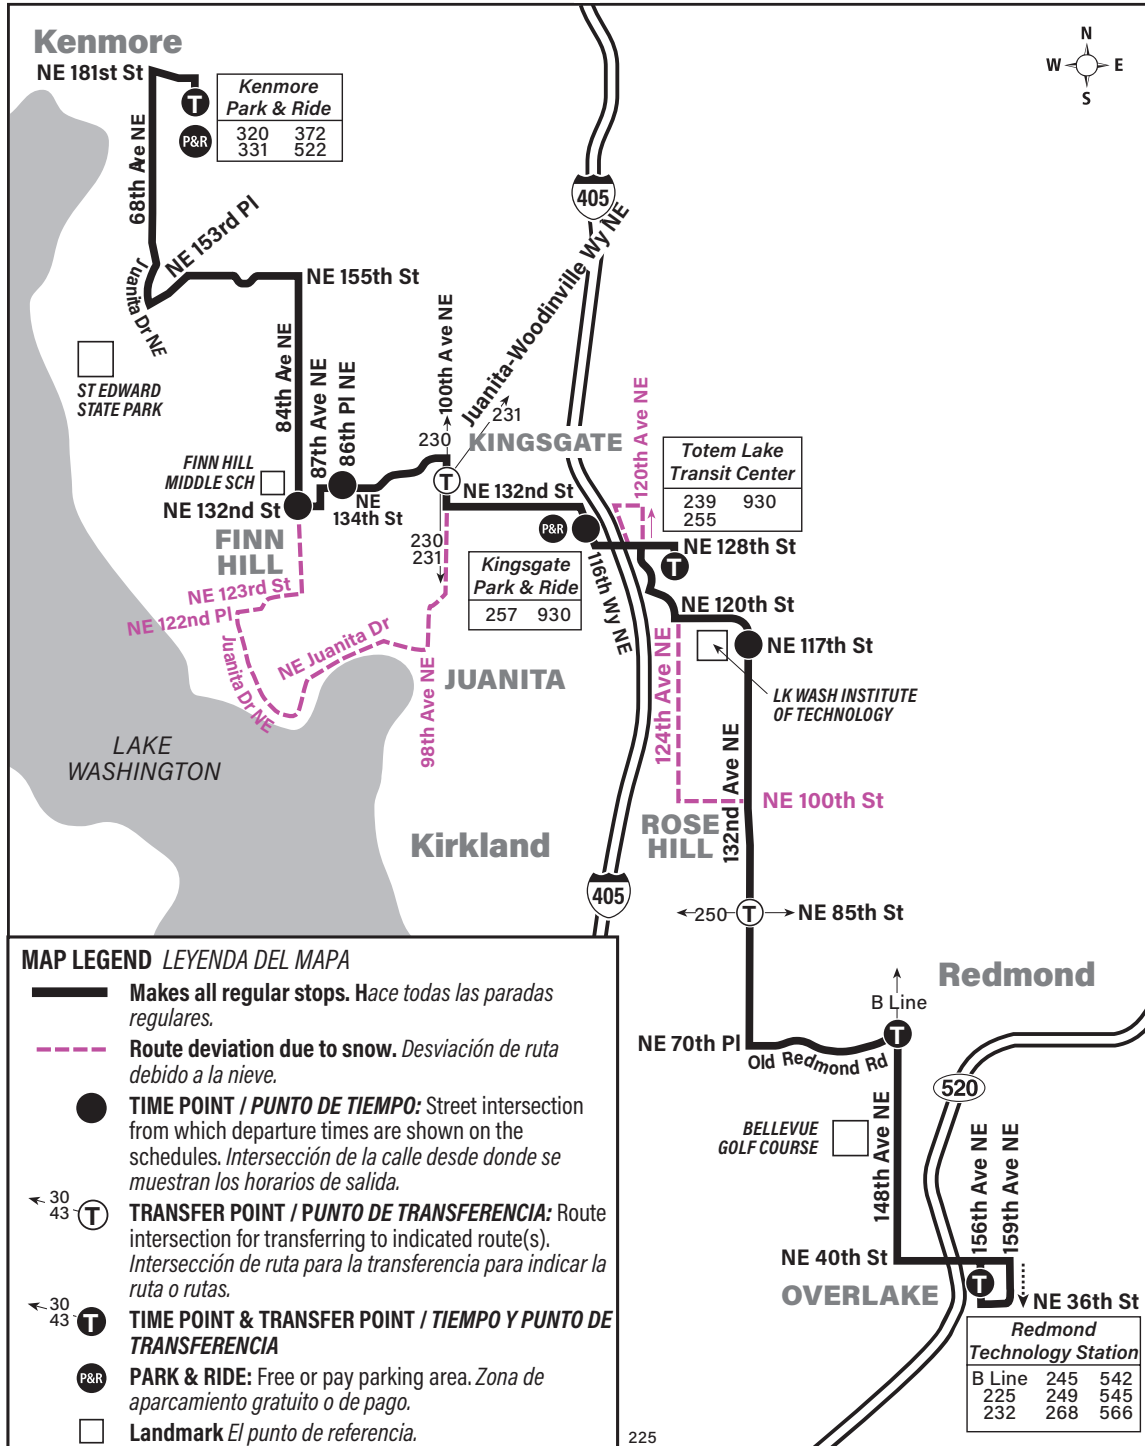 Kenmore
NE 181st St
Kenmore
Park & Ride
320 372
331 522
T
P&R
68th Ave NE
NE 153rd Pl
Juanita Dr NE
NE 155th St
N
W E
S
405
Juanita-Woodinville Wy NE
100th Ave NE
231
230
KINGSGATE
ST EDWARD
STATE PARK
84th Ave NE
87th Ave NE
86th Pl NE
FINN HILL
MIDDLE SCH
NE 132nd St
FINN
HILL
NE
134th St
T
NE 132nd St
230
231
P&R
Kingsgate
Park & Ride
257 930
116th Wy NE
120th Ave NE
Totem Lake
Transit Center
239 930
255
NE 128th St
T
NE 120th St
NE 117th St
LK WASH INSTITUTE
OF TECHNOLOGY
NE 123rd St
NE 122nd Pl
Juanita Dr NE
NE Juanita Dr
98th Ave NE
JUANITA
124th Ave NE
132nd Ave NE
NE 100th St
ROSE
HILL
LAKE
WASHINGTON
Kirkland
405
250
T
NE 85th St
Redmond
B Line
T
NE 70th Pl
Old Redmond Rd
520
BELLEVUE
GOLF COURSE
148th Ave NE
156th Ave NE
159th Ave NE
NE 40th St
OVERLAKE
T
NE 36th St
Redmond
Technology Station
B Line 245 542
225 249 545
232 268 566
MAP LEGEND LEYENDA DEL MAPA
Makes all regular stops. Hace todas las paradas
regulares.
Route deviation due to snow. Desviación de ruta
debido a la nieve.
TIME POINT / PUNTO DE TIEMPO: Street intersection
from which departure times are shown on the
schedules. Intersección de la calle desde donde se
muestran los horarios de salida.
30
43 T
TRANSFER POINT / PUNTO DE TRANSFERENCIA: Route
intersection for transferring to indicated route(s).
Intersección de ruta para la transferencia para indicar la
ruta o rutas.
30
43 T
TIME POINT & TRANSFER POINT / TIEMPO Y PUNTO DE
TRANSFERENCIA
P&R
PARK & RIDE: Free or pay parking area. Zona de
aparcamiento gratuito o de pago.
Landmark El punto de referencia.
225